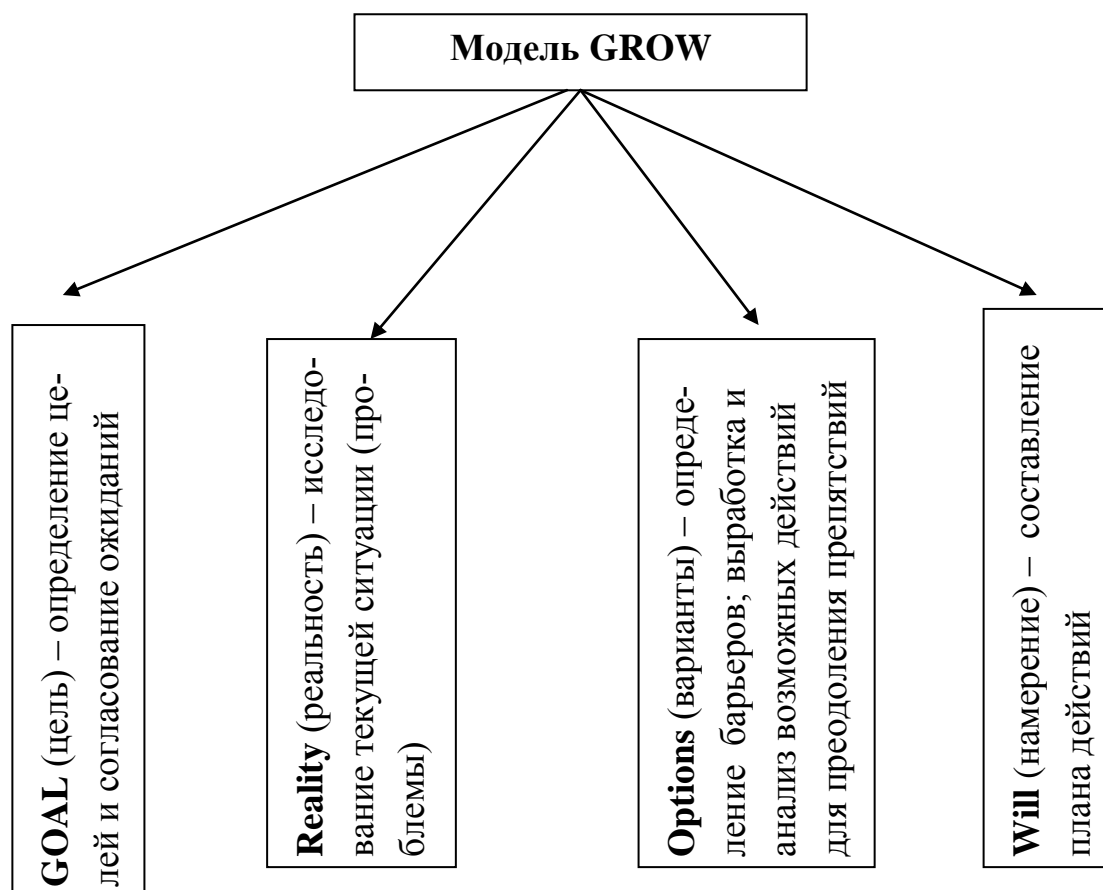 Модель GROW
GOAL (цель) – определение це-
лей и согласование ожиданий
Reality (реальность) – исследо-
вание текущей ситуации (про-
блемы)
Options (варианты) – опреде-
ление барьеров; выработка и
анализ возможных действий
для преодоления препятствий
Will (намерение) – составление
плана действий